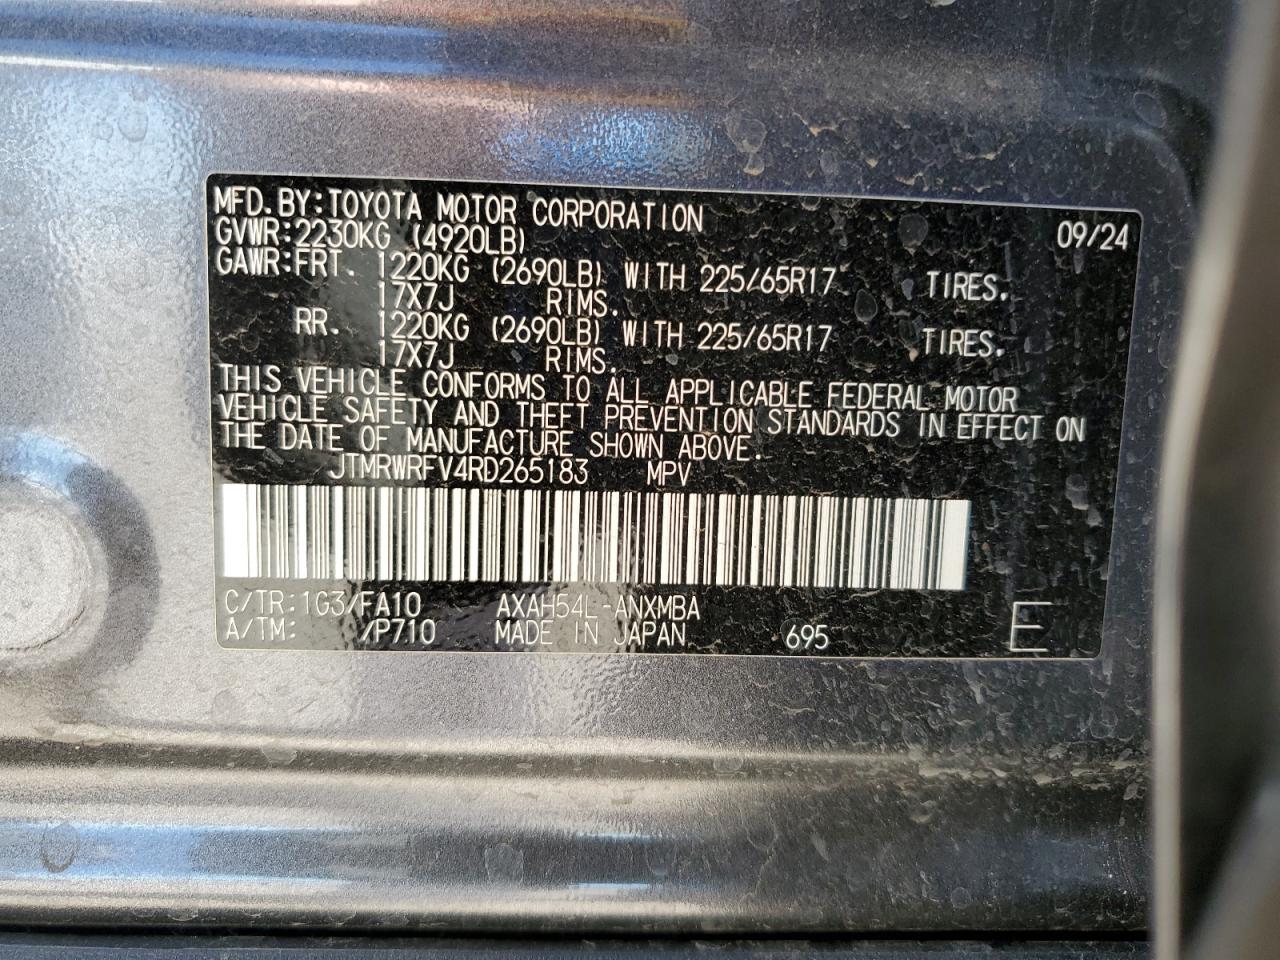 MFD.BY:TOYOTA MOTOR CORPORATION 09/24
GVWR:2230KG (4920LB)
GAWR:FRT. 1220KG (2690LB) WITH 225/65R17 TIRES.
17X7J RIMS.
RR. 1220KG (2690LB) WITH 225/65R17 TIRES.
17X7J RIMS.
THIS VEHICLE CONFORMS TO ALL APPLICABLE FEDERAL MOTOR
VEHICLE SAFETY AND THEFT PREVENTION STANDARDS IN EFFECT ON
THE DATE OF MANUFACTURE SHOWN ABOVE.
JTMRWRFV4RD265183 MPV
C/TR:1G3/FA10 AXAH54L-ANXMBA
A/TM: /P710 MADE IN JAPAN 695 E